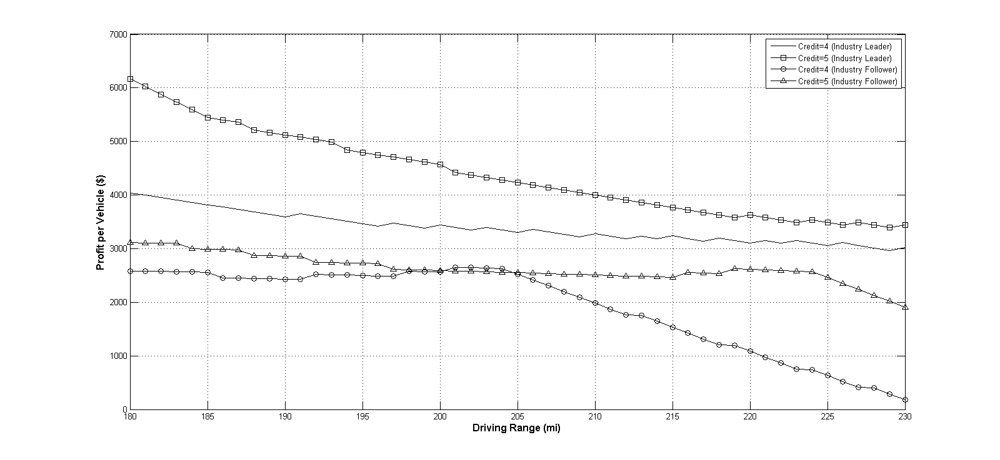 7000
6000
5000
4000
3000
2000
1000
0
Profit per Vehicle ($)
Credit=4 (Industry Leader)
Credit=5 (Industry Leader)
Credit=4 (Industry Follower)
Credit=5 (Industry Follower)
180 185 190 195 200 205 210 215 220 225 230
Driving Range (mi)